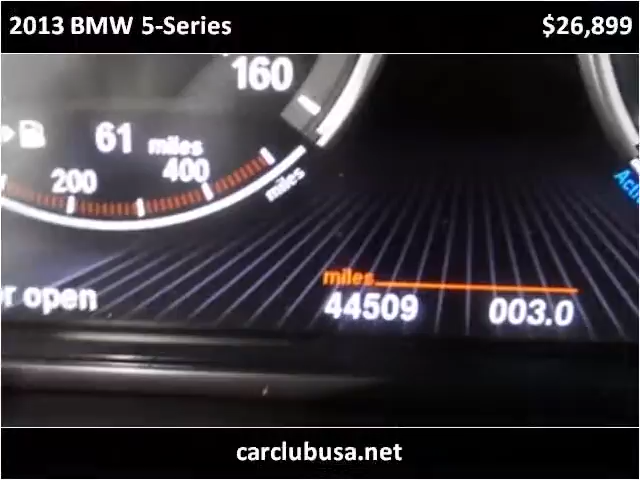 2013 BMW 5-Series $26,899
160
61 miles
200 400 miles
miles
r open 44509 003.0
carclubusa.net